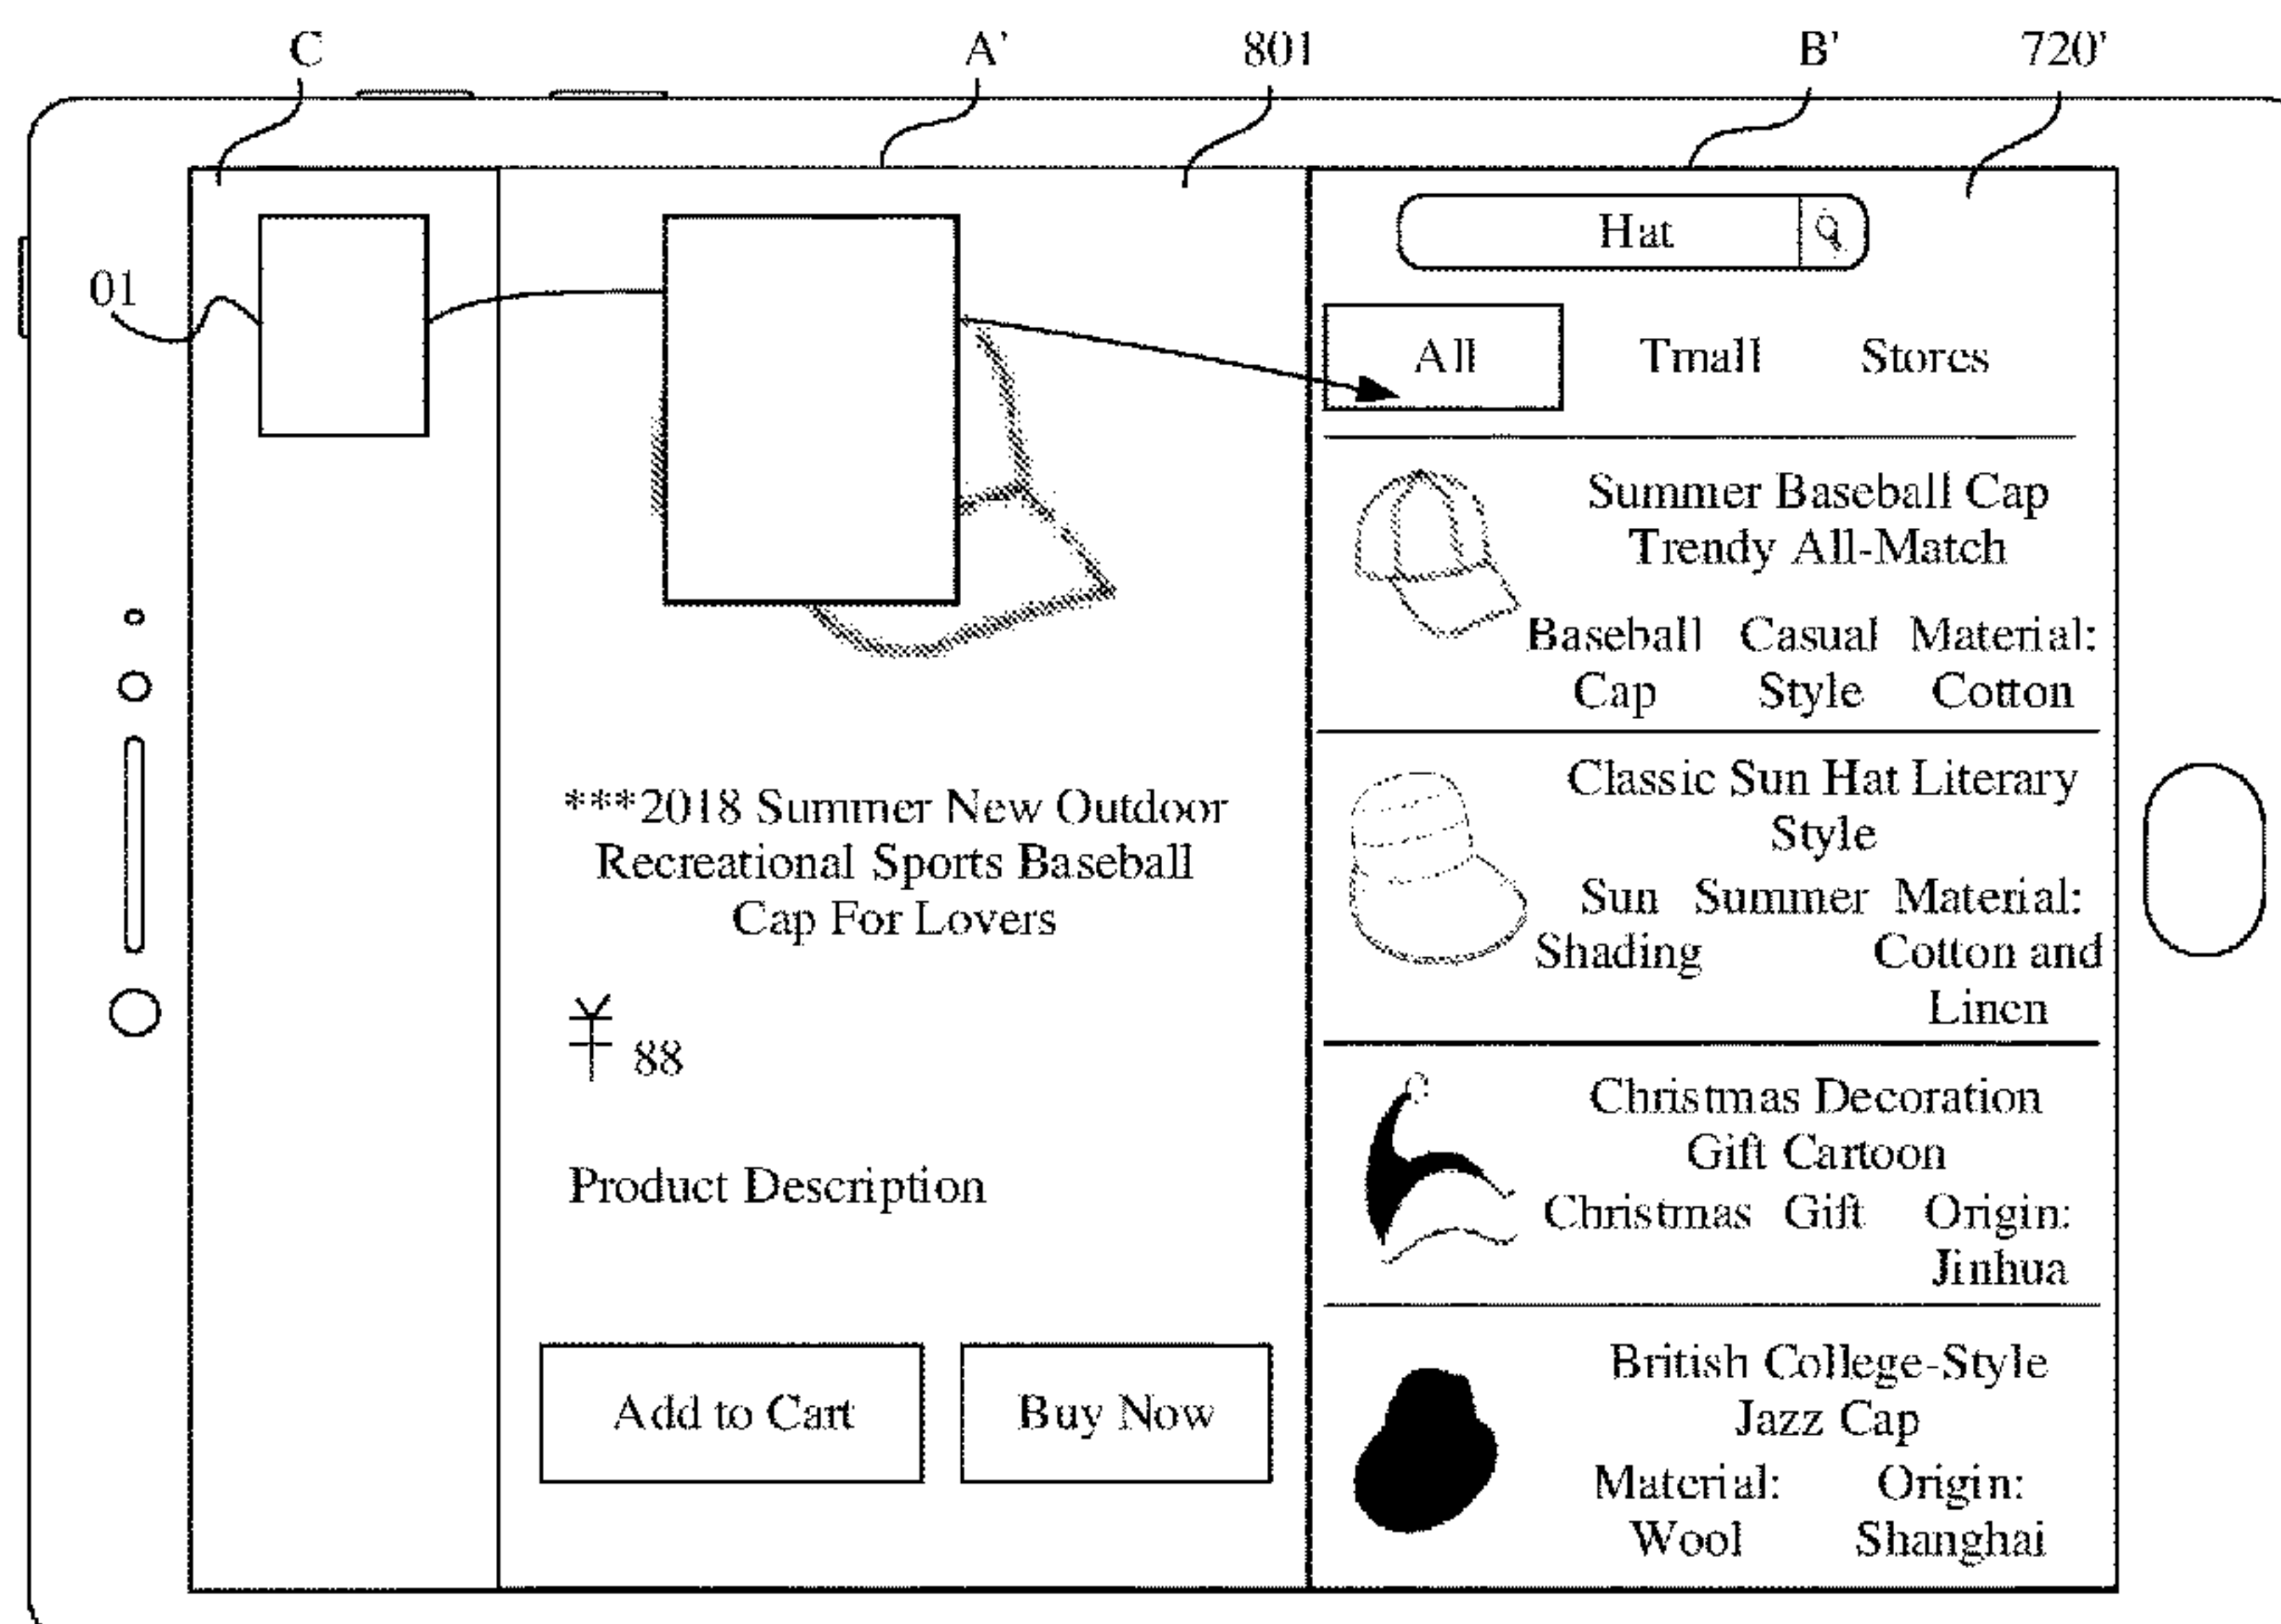 C A' 801 B' 720'
01
Hat
All Tmall Stores
Summer Baseball Cap
Trendy All-Match
Baseball Casual Material:
Cap Style Cotton
Classic Sun Hat Literary
Style
Sun Summer Material:
Shading Cotton and
Linen
Christmas Decoration
Gift Cartoon
Christmas Gift Origin:
Jinhua
British College-Style
Jazz Cap
Material: Origin:
Wool Shanghai
***2018 Summer New Outdoor
Recreational Sports Baseball
Cap For Lovers
¥ 88
Product Description
Add to Cart Buy Now